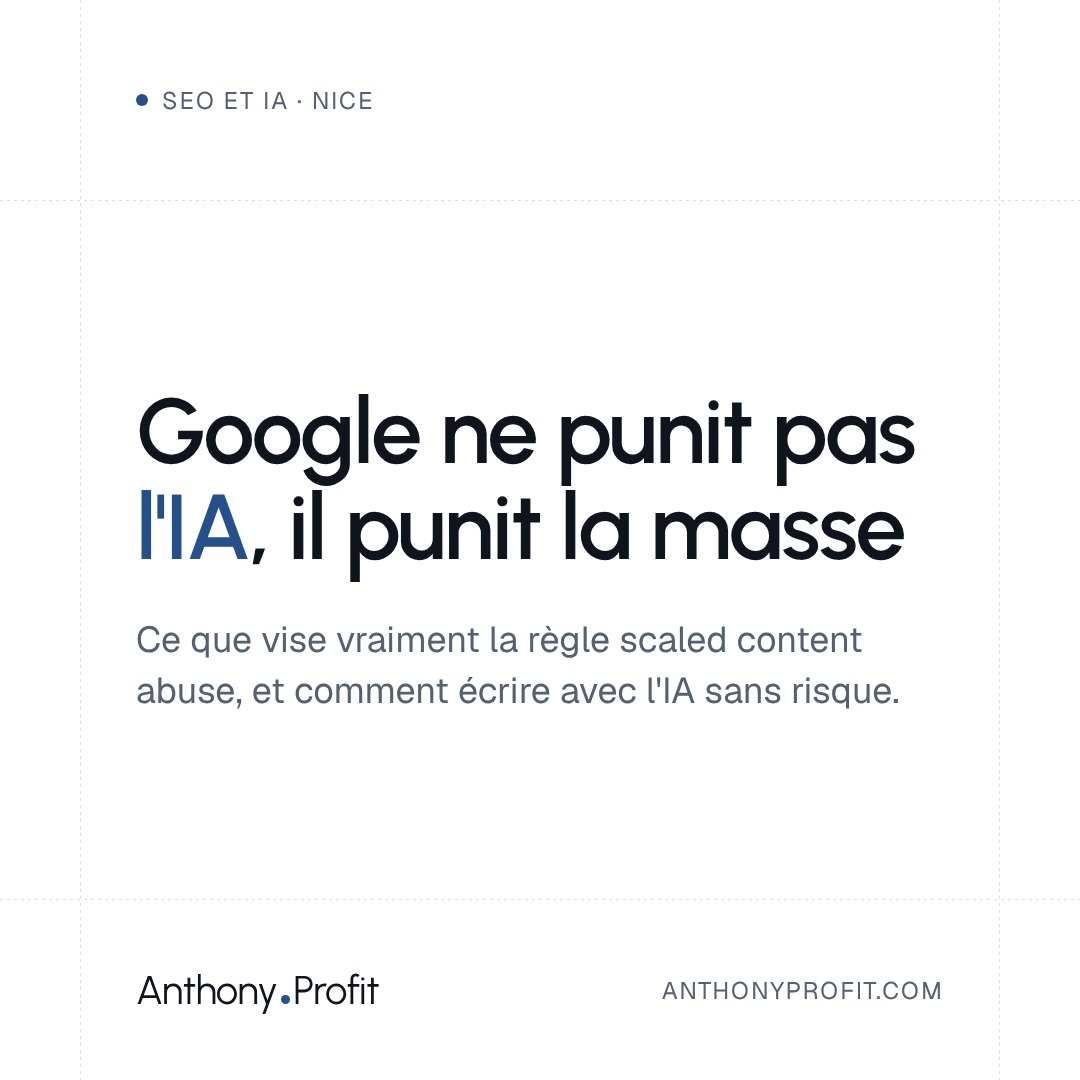 SEO ET IA · NICE
Google ne punit pas
l'IA, il punit la masse
Ce que vise vraiment la règle scaled content
abuse, et comment écrire avec l'IA sans risque.
Anthony.Profit
ANTHONYPROFIT.COM